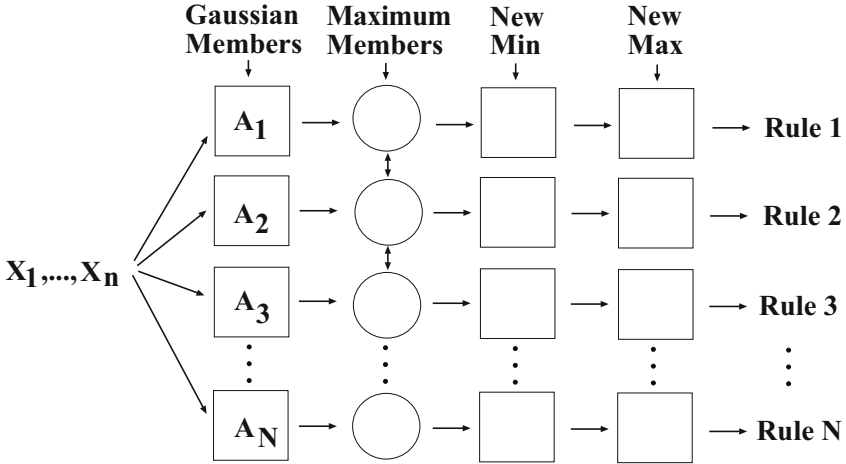 Gaussian Members
Maximum Members
New Min
New Max
A1
Rule 1
A2
Rule 2
X1,...,Xn
A3
Rule 3
AN
Rule N